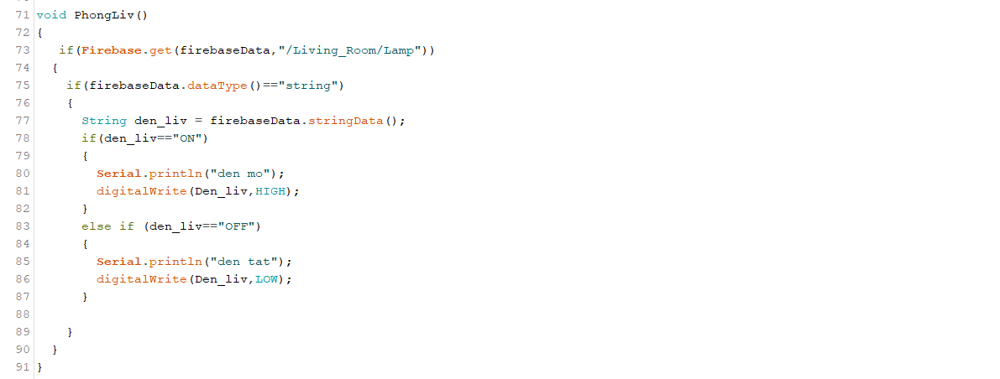 71 void PhongLiv()
72 {
73 if(Firebase.get(firebaseData,"/Living_Room/Lamp"))
74 {
75 if(firebaseData.dataType()=="string")
76 {
77 String den_liv = firebaseData.stringData();
78 if(den_liv=="ON")
79 {
80 Serial.println("den mo");
81 digitalWrite(Den_liv,HIGH);
82 }
83 else if (den_liv=="OFF")
84 {
85 Serial.println("den tat");
86 digitalWrite(Den_liv,LOW);
87 }
88
89 }
90 }
91 }